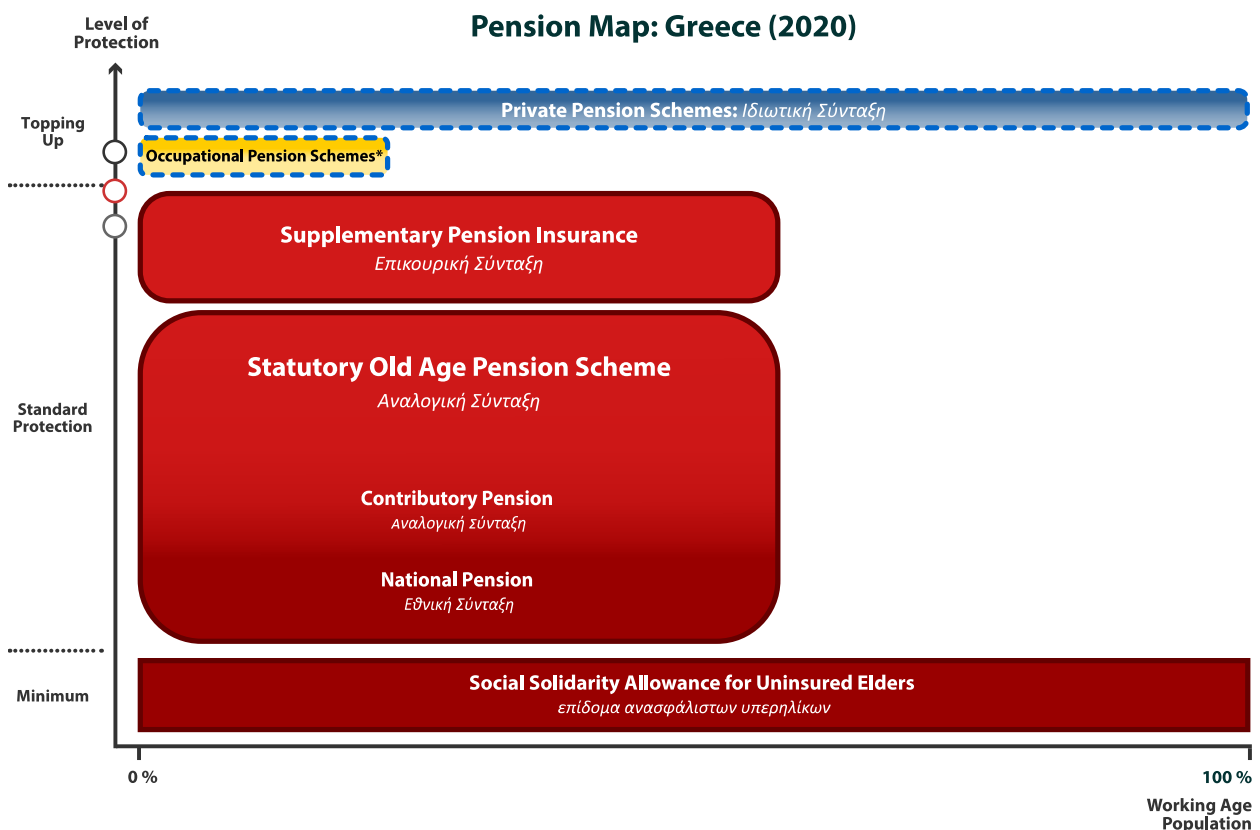 Pension Map: Greece (2020)
Level of
Protection
Private Pension Schemes: Ιδιωτική Σύνταξη
Topping
Up
Occupational Pension Schemes*
Supplementary Pension Insurance
Επικουρική Σύνταξη
Statutory Old Age Pension Scheme
Αναλογική Σύνταξη
Standard
Protection
Contributory Pension
Αναλογική Σύνταξη
National Pension
Εθνική Σύνταξη
Minimum
Social Solidarity Allowance for Uninsured Elders
επίδομα ανασφάλιστων υπερηλίκων
0 %
100 %
Working Age
Population